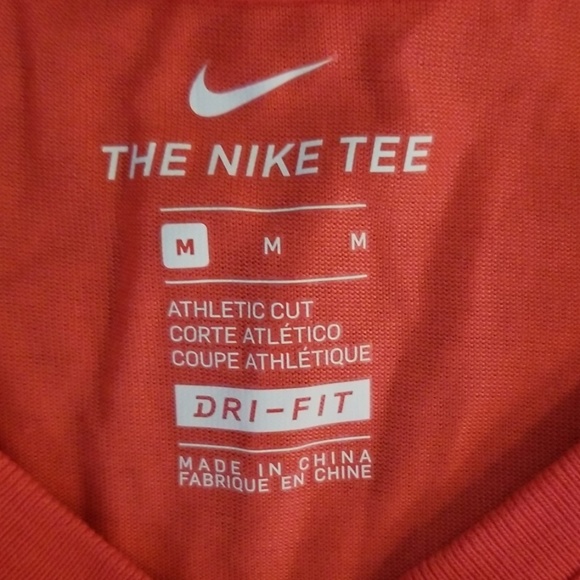 THE NIKE TEE
M M M
ATHLETIC CUT
CORTE ATLÉTICO
COUPE ATHLÉTIQUE
DRI-FIT
MADE IN CHINA
FABRIQUE EN CHINE